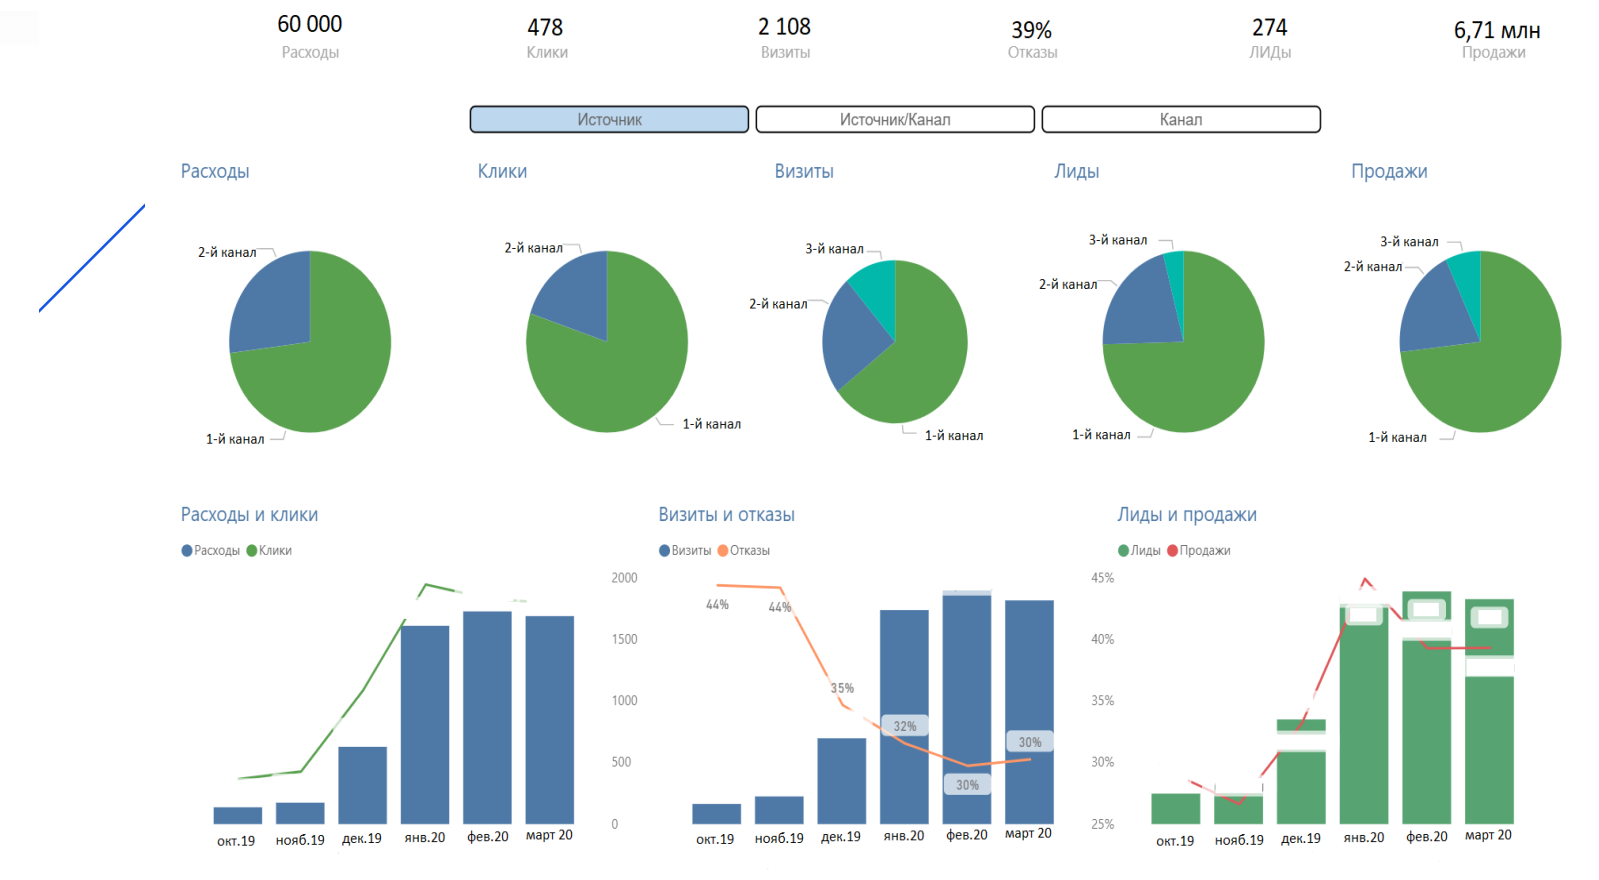 60 000
Расходы
478
Клики
2 108
Визиты
39%
Отказы
274
ЛИДы
6,71 млн
Продажи
Источник
Источник/Канал
Канал
Расходы
Клики
Визиты
Лиды
Продажи
2-й канал
1-й канал
2-й канал
1-й канал
3-й канал
2-й канал
1-й канал
3-й канал
2-й канал
1-й канал
3-й канал
2-й канал
1-й канал
Расходы и клики
Расходы Клики
окт.19 нояб.19 дек.19 янв.20 фев.20 март 20
Визиты и отказы
Визиты Отказы
2000
1500
1000
500
0
44%
44%
35%
32%
30%
30%
окт.19 нояб.19 дек.19 янв.20 фев.20 март 20
Лиды и продажи
Лиды Продажи
45%
40%
35%
30%
25%
окт.19 нояб.19 дек.19 янв.20 фев.20 март 20